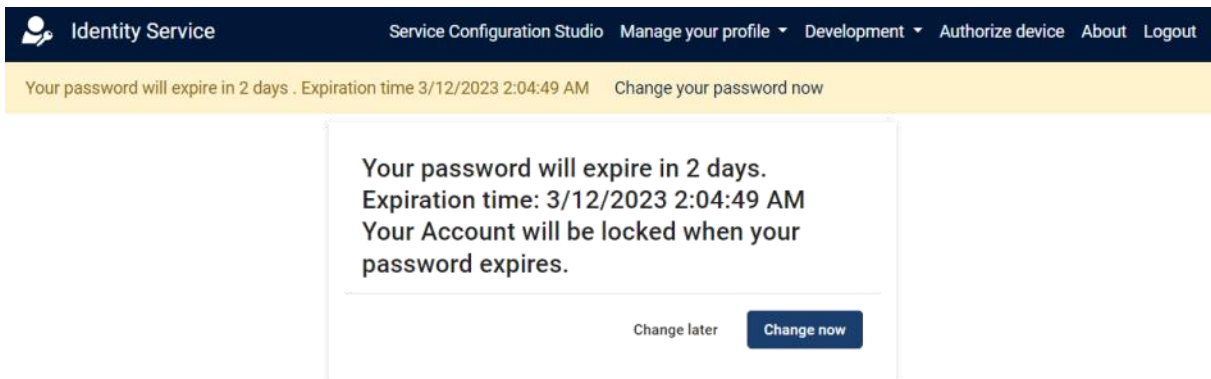 Identity Service Service Configuration Studio Manage your profile Development Authorize device About Logout
Your password will expire in 2 days . Expiration time 3/12/2023 2:04:49 AM Change your password now
Your password will expire in 2 days.
Expiration time: 3/12/2023 2:04:49 AM
Your Account will be locked when your
password expires.
Change later Change now